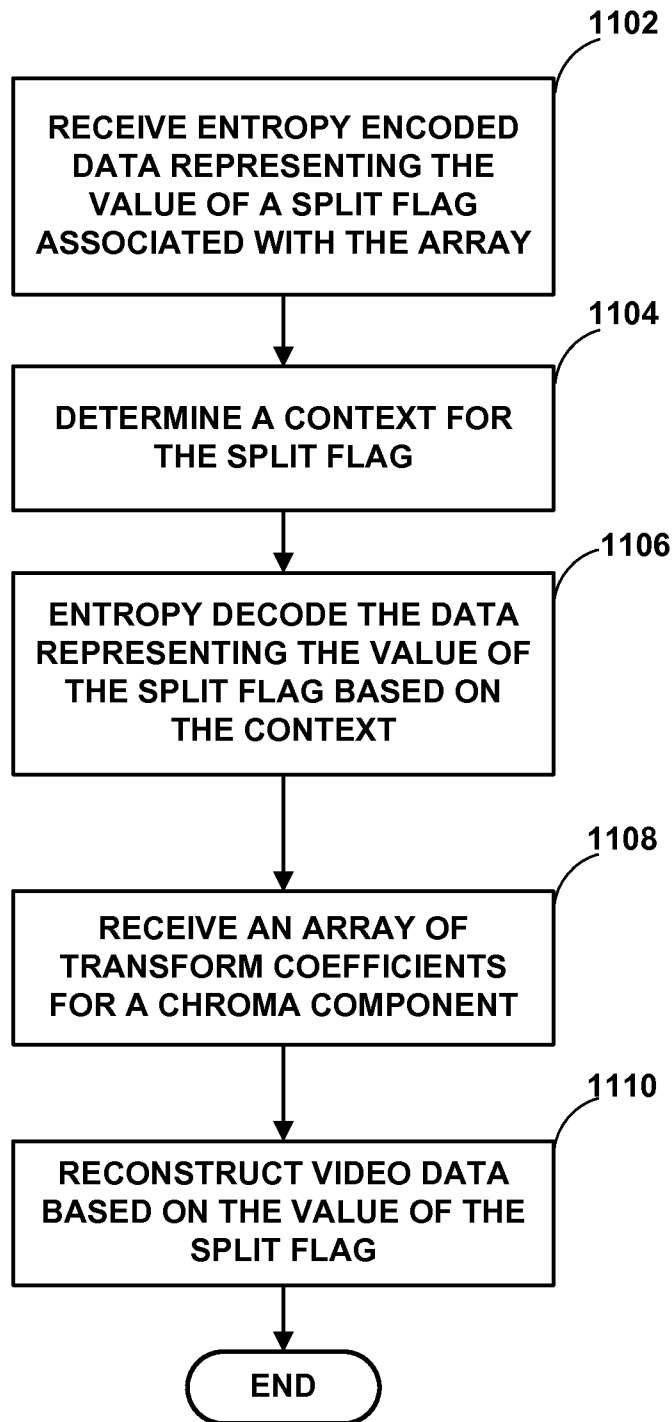 1102
RECEIVE ENTROPY ENCODED
DATA REPRESENTING THE
VALUE OF A SPLIT FLAG
ASSOCIATED WITH THE ARRAY
1104
DETERMINE A CONTEXT FOR
THE SPLIT FLAG
1106
ENTROPY DECODE THE DATA
REPRESENTING THE VALUE OF
THE SPLIT FLAG BASED ON
THE CONTEXT
1108
RECEIVE AN ARRAY OF
TRANSFORM COEFFICIENTS
FOR A CHROMA COMPONENT
1110
RECONSTRUCT VIDEO DATA
BASED ON THE VALUE OF THE
SPLIT FLAG
END